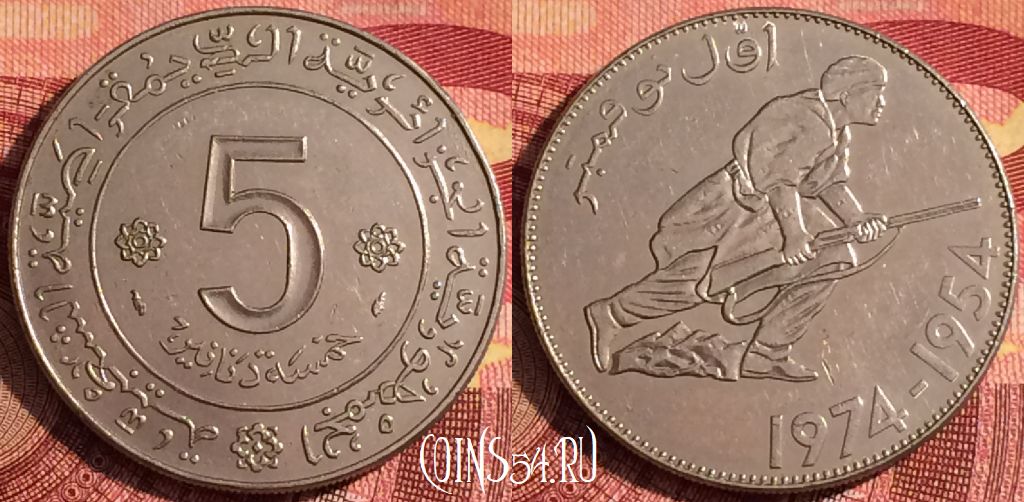 الجمهورية الجزائرية الديمقراطية الشعبية
5
خمسة دنانير
أول نوفمبر
1974-1954
COINS54.RU